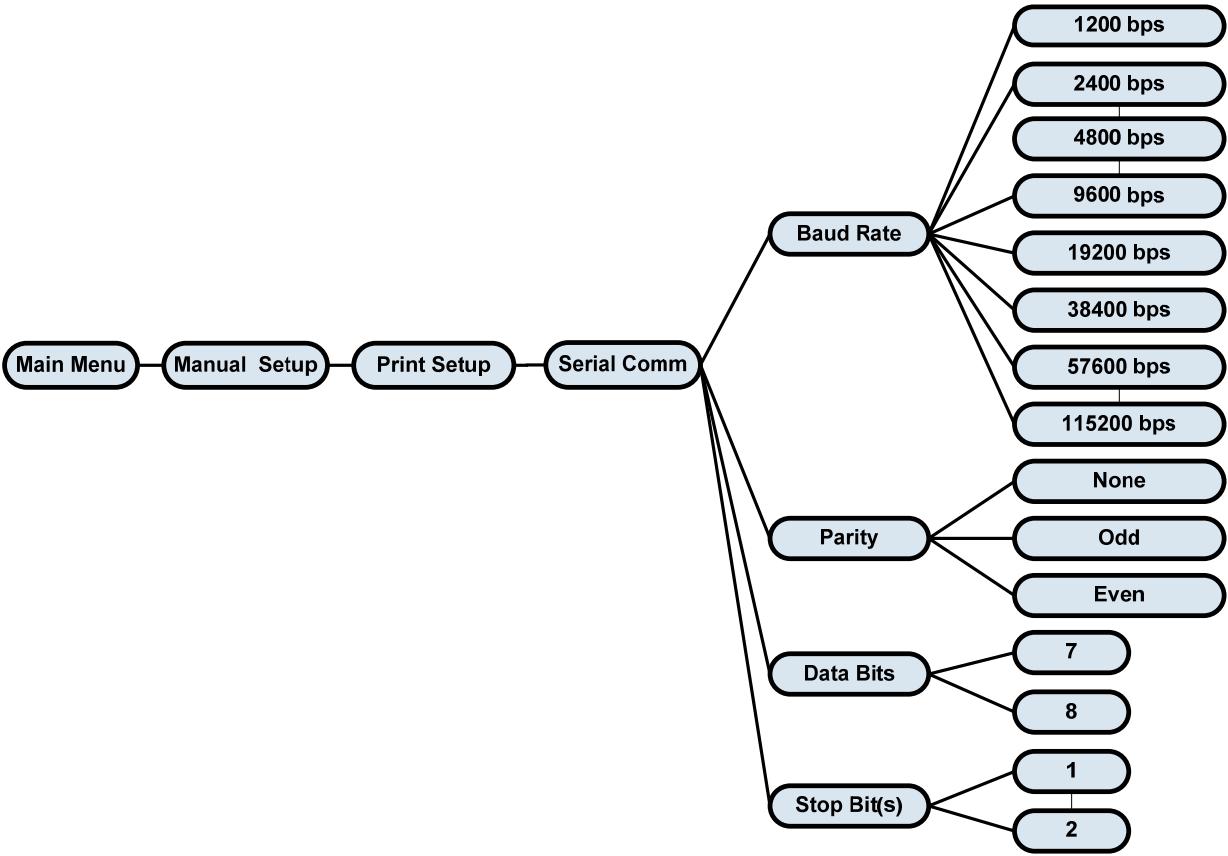 Main Menu
Manual Setup
Print Setup
Serial Comm
Baud Rate
1200 bps
2400 bps
4800 bps
9600 bps
19200 bps
38400 bps
57600 bps
115200 bps
Parity
None
Odd
Even
Data Bits
7
8
Stop Bit(s)
1
2